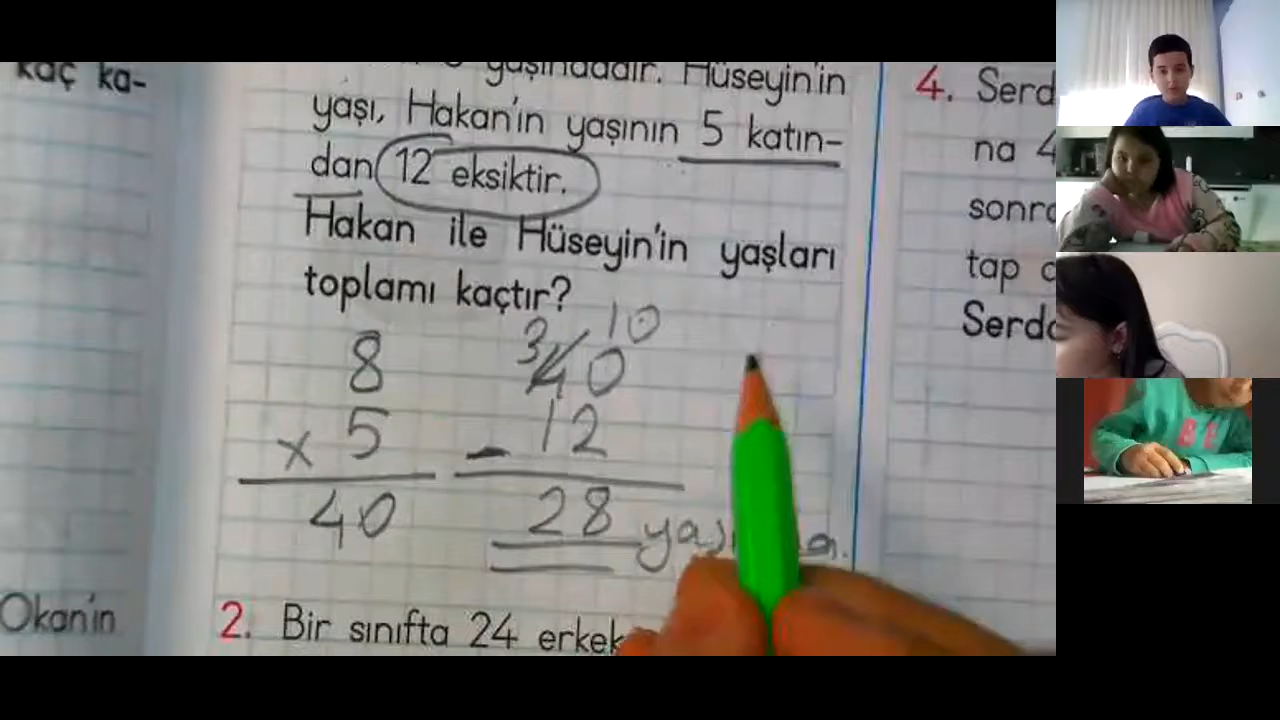 kaç ka-
yaşındadır. Hüseyin'in
yaşı, Hakan'ın yaşının 5 katın-
dan 12 eksiktir.
Hakan ile Hüseyin'in yaşları
toplamı kaçtır?
8
x 5
40
3 10
40
- 12
28
Okan'ın
2. Bir sınıfta 24 erkek
4. Serd
na 4
sonra
tap
Serda